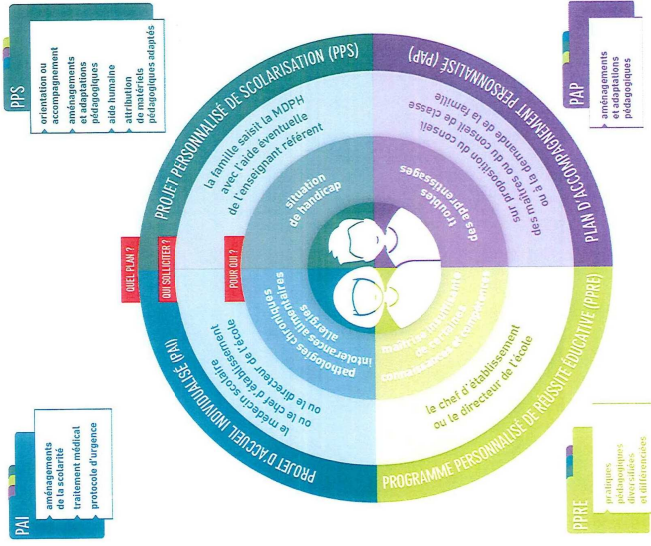 PAI
aménagements
de la scolarité
traitement médical
protocole d'urgence
PPS
orientation ou
accompagnement
aménagements
et adaptations
pédagogiques
aide humaine
attribution
de matériels
pédagogiques adaptés
QUEL PLAN ?
QUI SOLLICITER ?
POUR QUI ?
PROJET D'ACCUEIL INDIVIDUALISÉ (PAI)
le médecin scolaire
ou le chef d'établissement
ou le directeur de l'école
pathologies chroniques
intolérances alimentaires
allergies
PROJET PERSONNALISÉ DE SCOLARISATION (PPS)
la famille saisit la MDPH
avec l'aide éventuelle
de l'enseignant référent
situation
de handicap
PROGRAMME PERSONNALISÉ DE RÉUSSITE ÉDUCATIVE (PPRE)
le chef d'établissement
ou le directeur de l'école
maîtrise insuffisante
de certaines
connaissances et compétences
PLAN D'ACCOMPAGNEMENT PERSONNALISÉ (PAP)
sur proposition du conseil
des maîtres ou du conseil de classe
ou à la demande de la famille
troubles
des apprentissages
PPRE
pratiques
pédagogiques
diversifiées
et différenciées
PAP
aménagements
et adaptations
pédagogiques